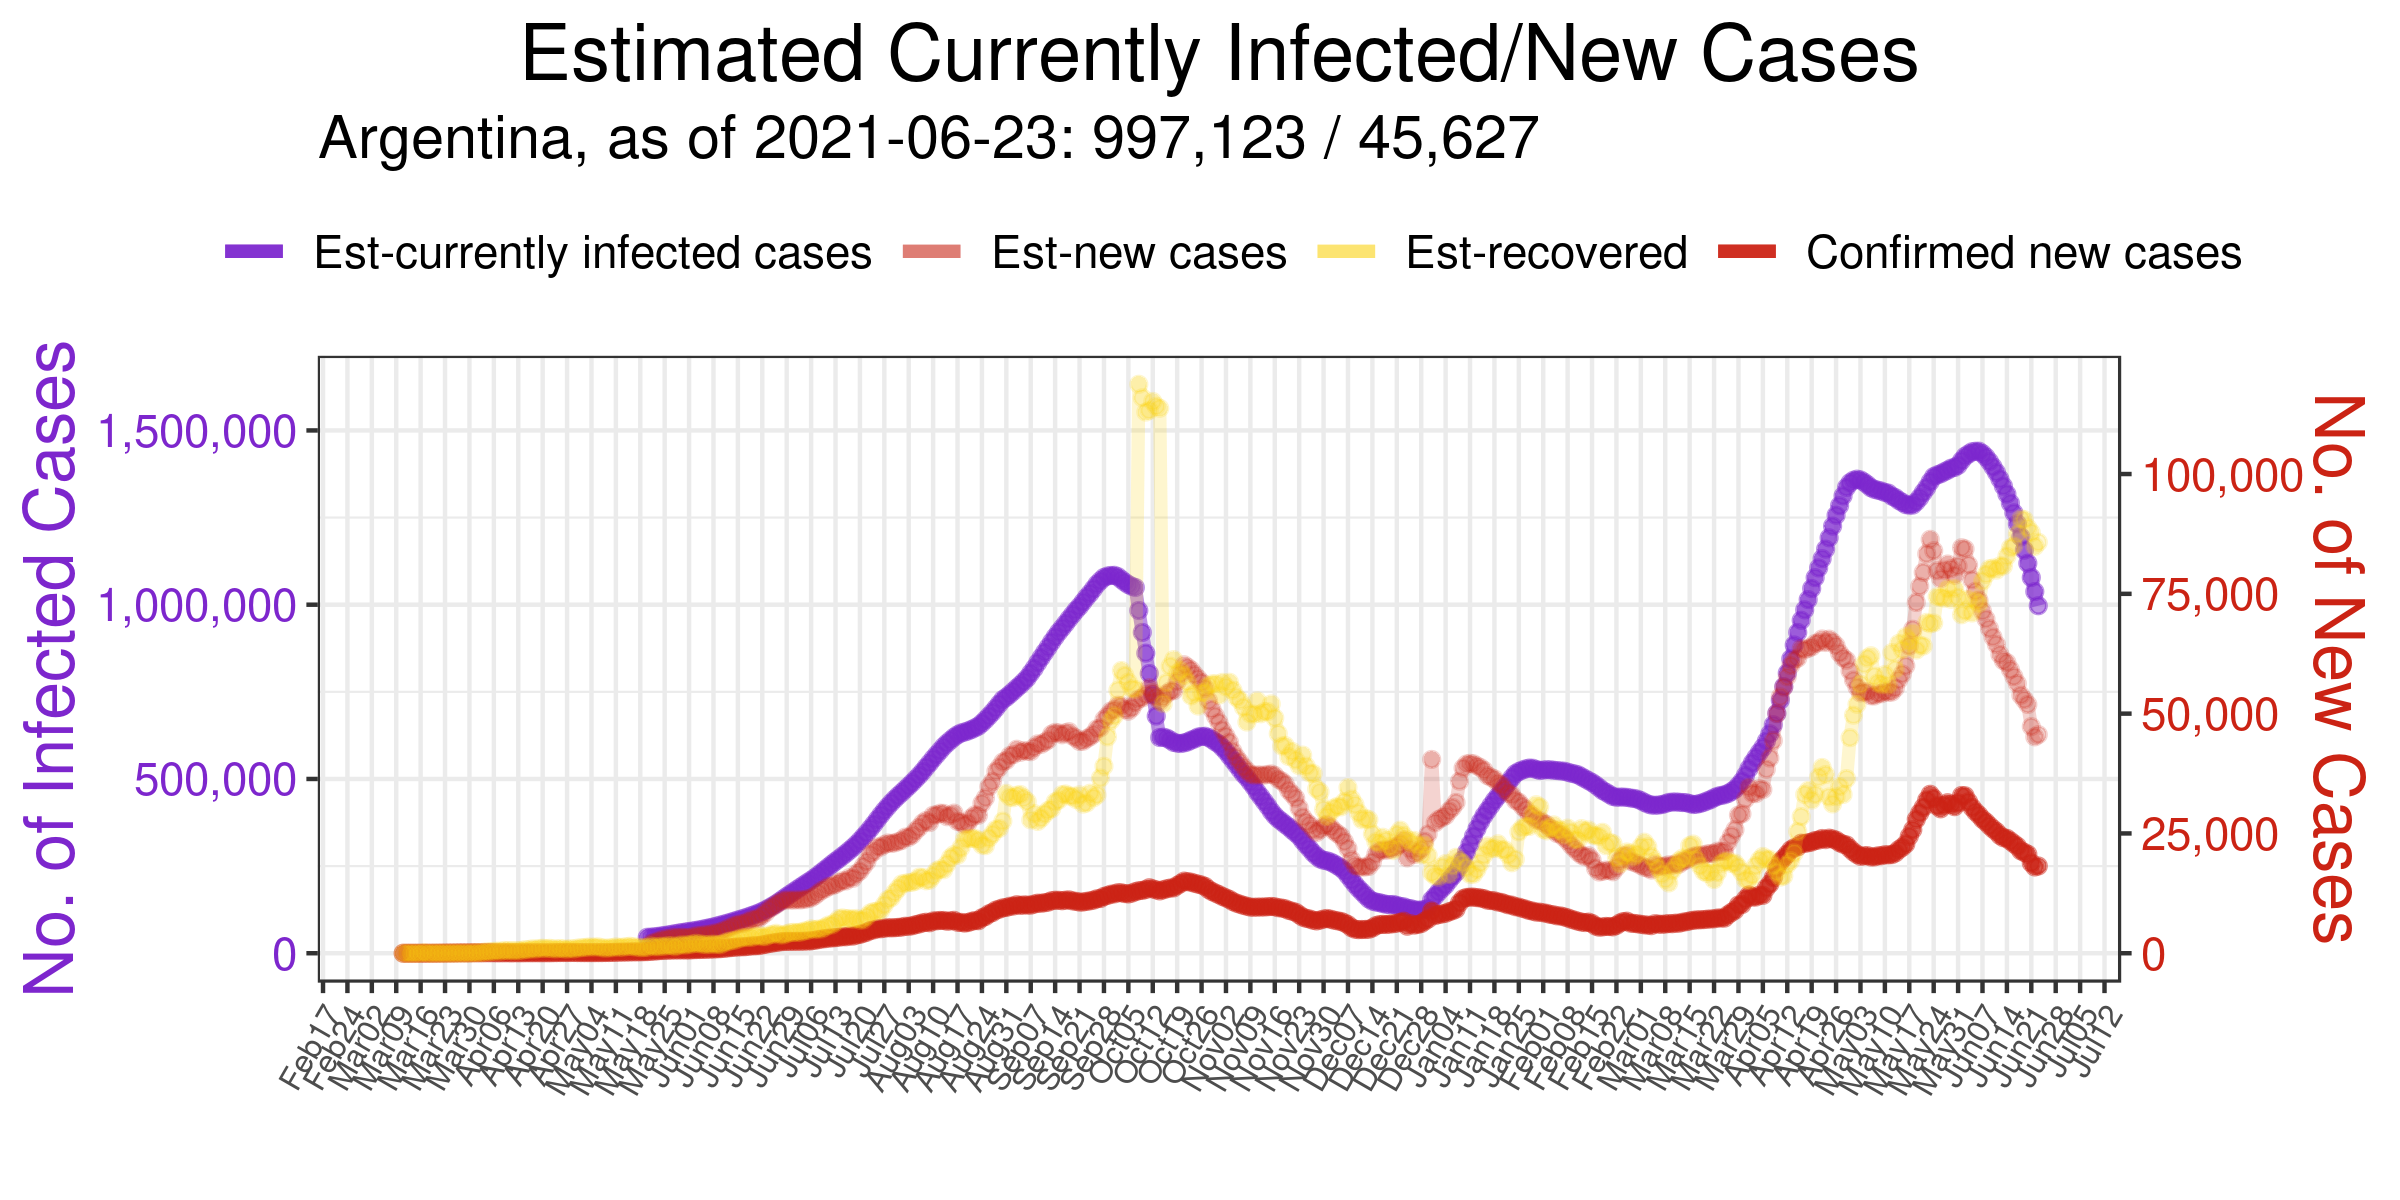 Estimated Currently Infected/New Cases
Argentina, as of 2021-06-23: 997,123 / 45,627
Est-currently infected cases Est-new cases Est-recovered Confirmed new cases
No. of Infected Cases
1,500,000
1,000,000
500,000
0
100,000
75,000
50,000
25,000
0
No. of New Cases
Feb17 Feb24 Mar02 Mar09 Mar16 Mar23 Mar30 Apr06 Apr13 Apr20 Apr27 May04 May11 May18 May25 Jun01 Jun08 Jun15 Jun22 Jun29 Jul06 Jul13 Jul20 Jul27 Aug03 Aug10 Aug17 Aug24 Aug31 Sep07 Sep14 Sep21 Sep28 Oct05 Oct12 Oct19 Oct26 Nov02 Nov09 Nov16 Nov23 Nov30 Dec07 Dec14 Dec21 Dec28 Jan04 Jan11 Jan18 Jan25 Feb01 Feb08 Feb15 Feb22 Mar01 Mar08 Mar15 Mar22 Mar29 Apr05 Apr12 Apr19 Apr26 May03 May10 May17 May24 May31 Jun07 Jun14 Jun21 Jun28 Jul05 Jul12